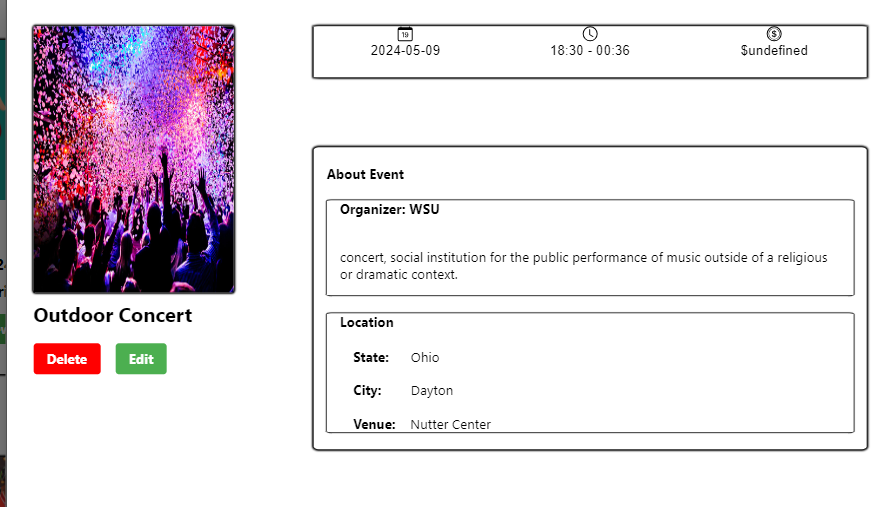 19
2024-05-09
18:30 - 00:36
$
$undefined
About Event
Organizer: WSU
concert, social institution for the public performance of music outside of a religious
or dramatic context.
Outdoor Concert
Location
Delete
Edit
State: Ohio
City: Dayton
Venue: Nutter Center